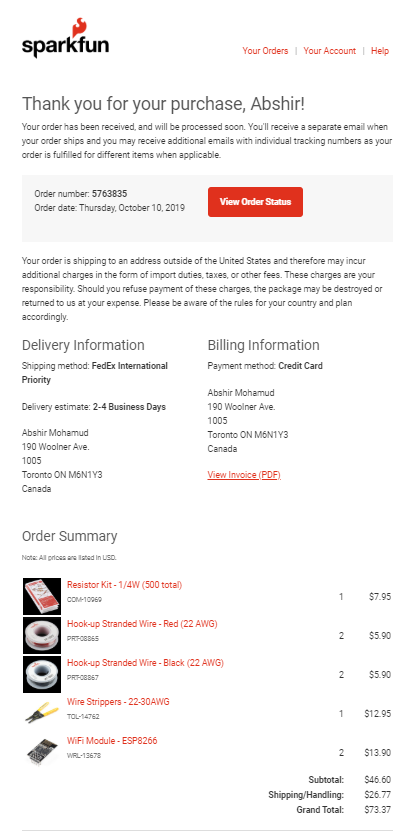 sparkfun
Your Orders | Your Account | Help
Thank you for your purchase, Abshir!
Your order has been received, and will be processed soon. You'll receive a separate email when
your order ships and you may receive additional emails with individual tracking numbers as your
order is fulfilled for different items when applicable.
Order number: 5763835
Order date: Thursday, October 10, 2019
View Order Status
Your order is shipping to an address outside of the United States and therefore may incur
additional charges in the form of import duties, taxes, or other fees. These charges are your
responsibility. Should you refuse payment of these charges, the package may be destroyed or
returned to us at your expense. Please be aware of the rules for your country and plan
accordingly.
Delivery Information
Shipping method: FedEx International
Priority
Delivery estimate: 2-4 Business Days
Abshir Mohamud
190 Woolner Ave.
1005
Toronto ON M6N1Y3
Canada
Billing Information
Payment method: Credit Card
Abshir Mohamud
190 Woolner Ave.
1005
Toronto ON M6N1Y3
Canada
View Invoice (PDF)
Order Summary
Note: All prices are listed in USD.
Resistor Kit - 1/4W (500 total)
COM-10969
1 $7.95
Hook-up Stranded Wire - Red (22 AWG)
PRT-08865
2 $5.90
Hook-up Stranded Wire - Black (22 AWG)
PRT-08867
2 $5.90
Wire Strippers - 22-30AWG
TOL-14762
1 $12.95
WiFi Module - ESP8266
WRL-13678
2 $13.90
Subtotal: $46.60
Shipping/Handling: $26.77
Grand Total: $73.37